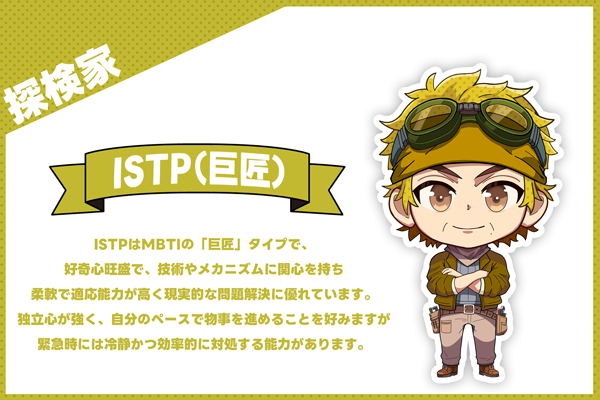 探検家
ISTP(巨匠)
ISTPはMBTIの「巨匠」タイプで、
好奇心旺盛で、技術やメカニズムに関心を持ち
柔軟で適応能力が高く現実的な問題解決に優れています。
独立心が強く、自分のペースで物事を進めることを好みますが
緊急時には冷静かつ効率的に対処する能力があります。